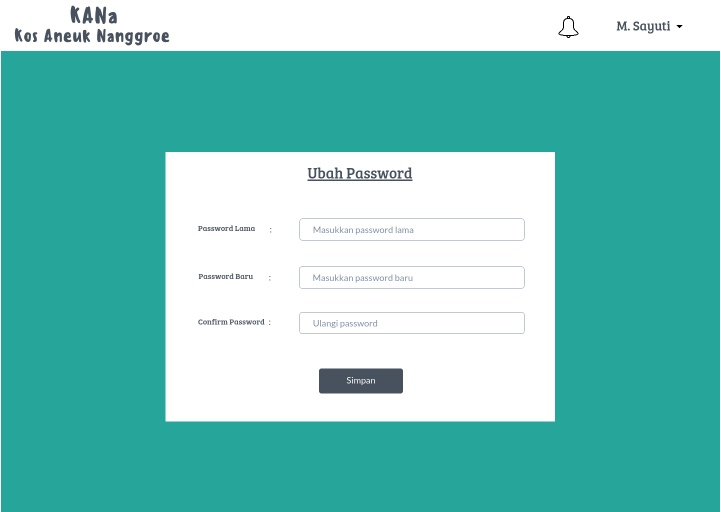 KANa
Kos Aneuk Nanggroe
M. Sayuti
Ubah Password
Password Lama : Masukkan password lama
Password Baru : Masukkan password baru
Confirm Password : Ulangi password
Simpan